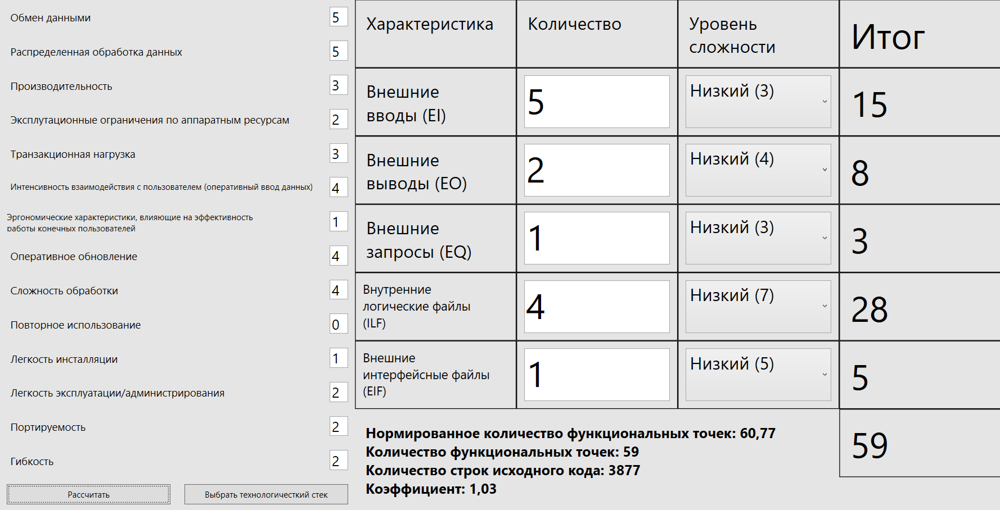 Обмен данными 5
Распределенная обработка данных 5
Производительность 3
Эксплутационные ограничения по аппаратным ресурсам 2
Транзакционная нагрузка 3
Интенсивность взаимодействия с пользователем (оперативный ввод данных) 4
Эргономические характеристики, влияющие на эффективность
работы конечных пользователей 1
Оперативное обновление 4
Сложность обработки 4
Повторное использование 0
Легкость инсталляции 1
Легкость эксплуатации/администрирования 2
Портируемость 2
Гибкость 2
Рассчитать
Выбрать технологичесткий стек
Характеристика
Количество
Уровень
сложности
Итог
Внешние
вводы (EI)
5
Низкий (3)
15
Внешние
выводы (EO)
2
Низкий (4)
8
Внешние
запросы (EQ)
1
Низкий (3)
3
Внутренние
логические файлы
(ILF)
4
Низкий (7)
28
Внешние
интерфейсные файлы
(EIF)
1
Низкий (5)
5
59
Нормированное количество функциональных точек: 60,77
Количество функциональных точек: 59
Количество строк исходного кода: 3877
Коэффициент: 1,03